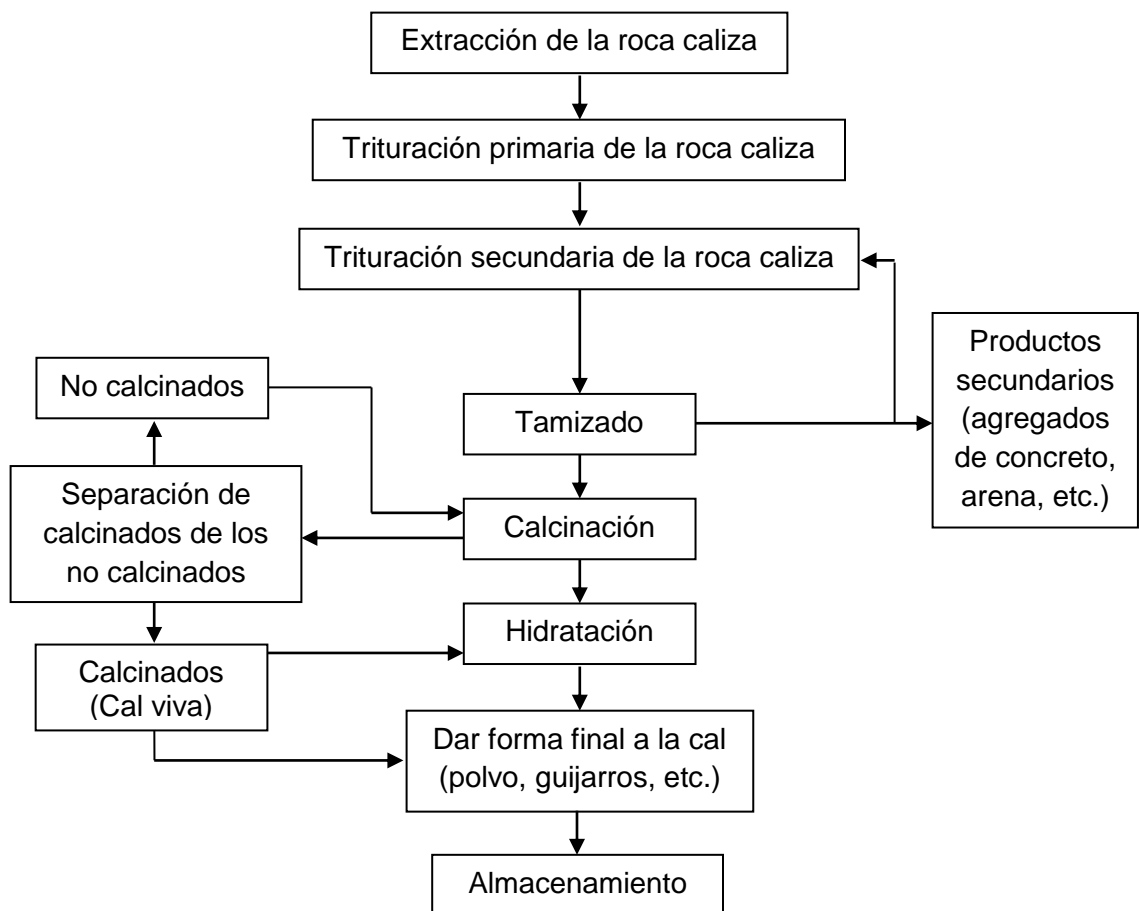 Extracción de la roca caliza
Trituración primaria de la roca caliza
Trituración secundaria de la roca caliza
Productos
secundarios
(agregados
de concreto,
arena, etc.)
No calcinados
Tamizado
Separación de
calcinados de los
no calcinados
Calcinación
Hidratación
Calcinados
(Cal viva)
Dar forma final a la cal
(polvo, guijarros, etc.)
Almacenamiento